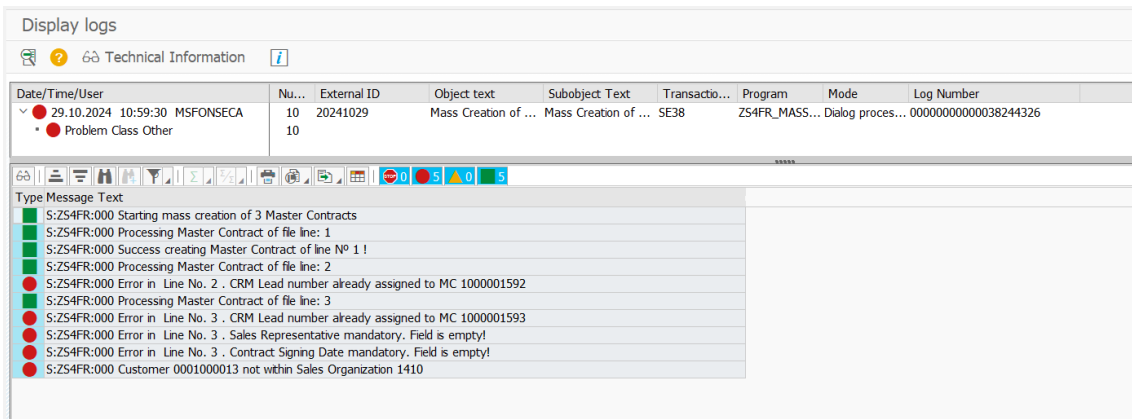 Display logs
Technical Information
Date/Time/User Nu... External ID Object text Subobject Text Transactio... Program Mode Log Number
29.10.2024 10:59:30 MSFONSECA 10 20241029 Mass Creation of ... Mass Creation of ... SE38 ZS4FR_MASS... Dialog proces... 00000000000038244326
Problem Class Other 10
STOP 0 5 0 5
Type Message Text
S:ZS4FR:000 Starting mass creation of 3 Master Contracts
S:ZS4FR:000 Processing Master Contract of file line: 1
S:ZS4FR:000 Success creating Master Contract of line Nº 1 !
S:ZS4FR:000 Processing Master Contract of file line: 2
S:ZS4FR:000 Error in Line No. 2 . CRM Lead number already assigned to MC 1000001592
S:ZS4FR:000 Processing Master Contract of file line: 3
S:ZS4FR:000 Error in Line No. 3 . CRM Lead number already assigned to MC 1000001593
S:ZS4FR:000 Error in Line No. 3 . Sales Representative mandatory. Field is empty!
S:ZS4FR:000 Error in Line No. 3 . Contract Signing Date mandatory. Field is empty!
S:ZS4FR:000 Customer 0001000013 not within Sales Organization 1410